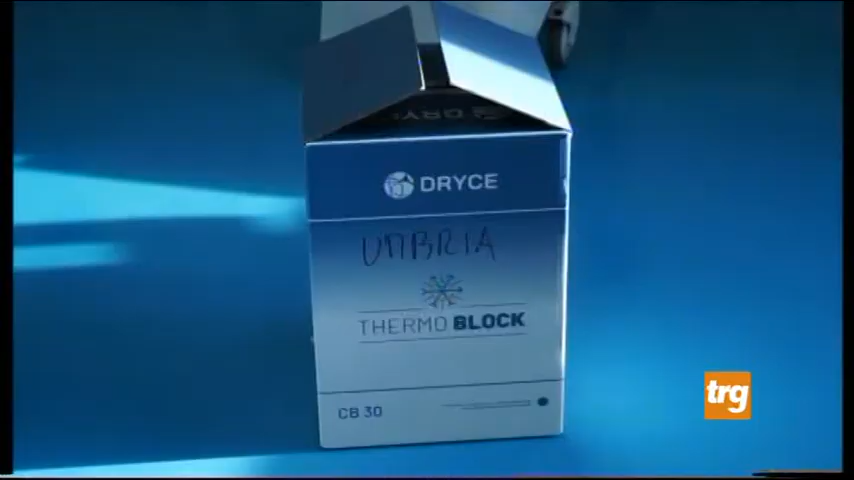 DRYCE
UMBRIA
THERMO BLOCK
CB 30
trg